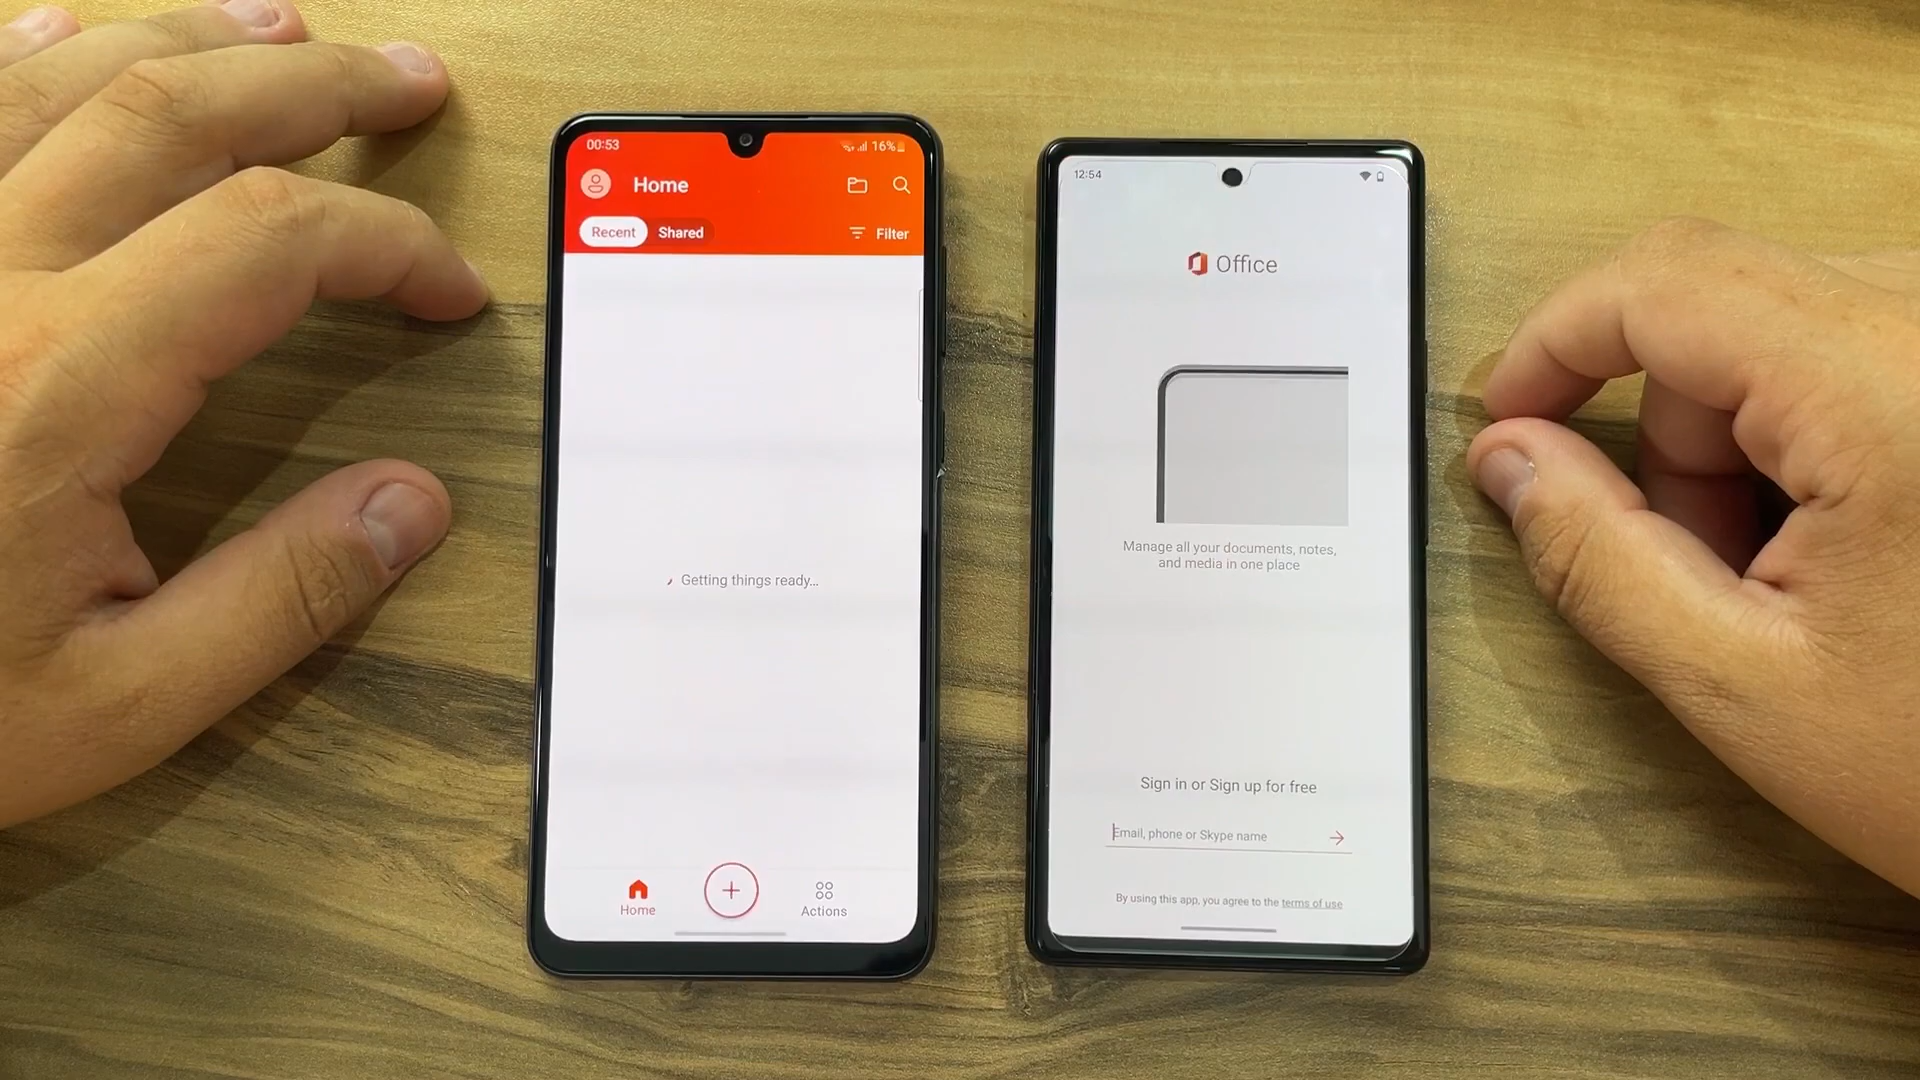 00:53
16%
Home
Recent
Shared
Filter
Getting things ready...
Home
Actions
12:54
Office
Manage all your documents, notes,
and media in one place
Sign in or Sign up for free
Email, phone or Skype name
By using this app, you agree to the terms of use